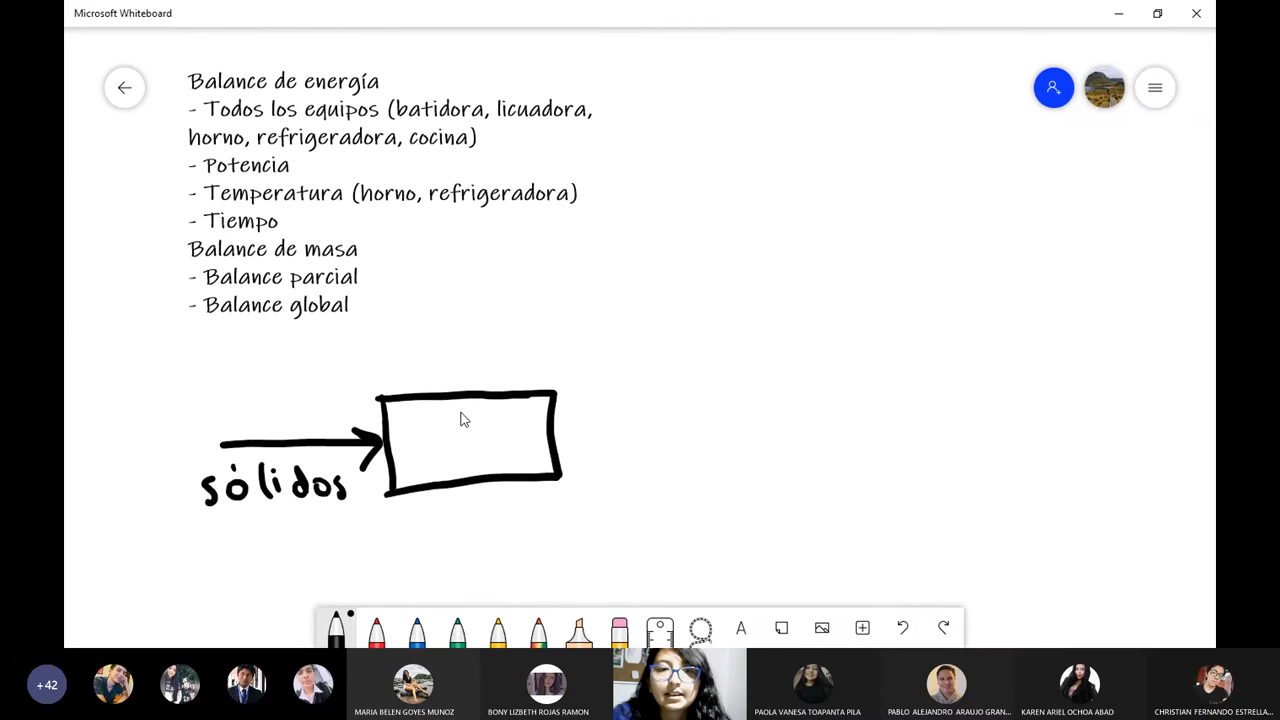 Microsoft Whiteboard
Balance de energía
- Todos los equipos (batidora, licuadora,
horno, refrigeradora, cocina)
- Potencia
- Temperatura (horno, refrigeradora)
- Tiempo
Balance de masa
- Balance parcial
- Balance global
sólidos
A
+42
MARIA BELEN GOYES MUNOZ
BONY LIZBETH ROJAS RAMON
PAOLA VANESA TOAPANTA PILA
PABLO ALEJANDRO ARAUJO GRAN...
KAREN ARIEL OCHOA ABAD
CHRISTIAN FERNANDO ESTRELLA...